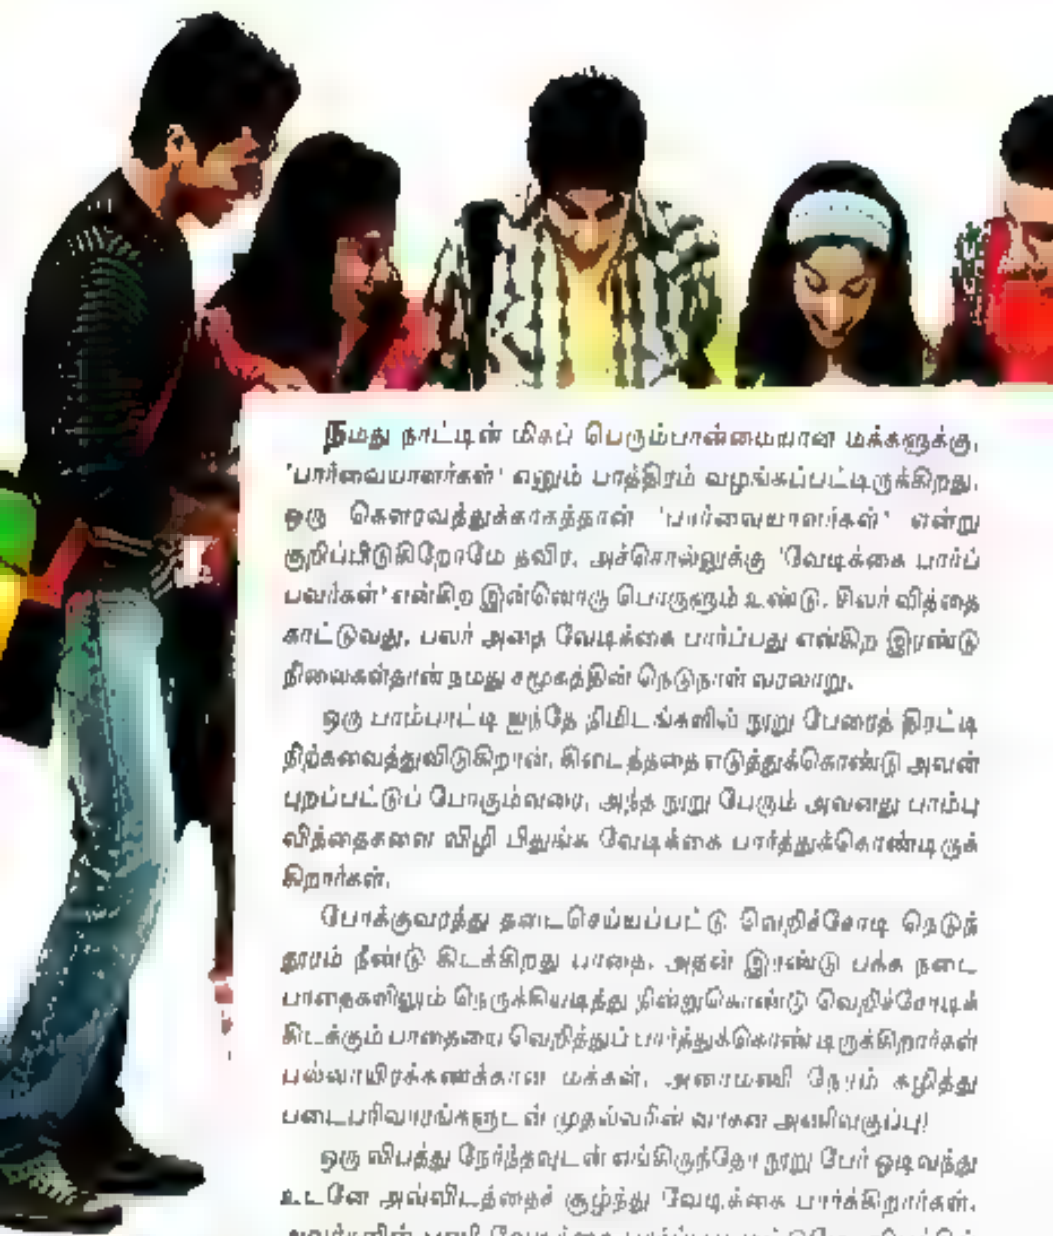 நமது நாட்டின் மிகப் பெரும்பான்மையான மக்களுக்கு,
'பார்வையாளர்கள்' எனும் பாத்திரம் வழங்கப்பட்டிருக்கிறது.
ஒரு கௌரவத்துக்காகத்தான் 'பார்வையாளர்கள்' என்று
குறிப்பிடுகிறோமே தவிர, அச்சொல்லுக்கு 'வேடிக்கை பார்ப்
பவர்கள்' என்கிற இன்னொரு பொருளும் உண்டு. சிலர் வித்தை
காட்டுவது, பலர் அதை வேடிக்கை பார்ப்பது என்கிற இரண்டு
நிலைகள்தான் நமது சமூகத்தின் நெடுநாள் வரலாறு.
ஒரு பாம்பாட்டி ஐந்தே நிமிடங்களில் நூறு பேரைத் திரட்டி
நிற்கவைத்துவிடுகிறான். கிடைத்ததை எடுத்துக்கொண்டு அவன்
புறப்பட்டுப் போகும்வரை, அந்த நூறு பேரும் அவனது பாம்பு
வித்தைகளை விழி பிதுங்க வேடிக்கை பார்த்துக்கொண்டிருக்
கிறார்கள்.
போக்குவரத்து தடைசெய்யப்பட்டு வெறிச்சோடி நெடுந்
தூரம் நீண்டு கிடக்கிறது பாதை. அதன் இரண்டு பக்க நடை
பாதைகளிலும் நெருக்கியடித்து நின்றுகொண்டு வெறிச்சோடிக்
கிடக்கும் பாதையை வெறித்துப் பார்த்துக்கொண்டிருக்கிறார்கள்
பல்லாயிரக்கணக்கான மக்கள். அரைமணி நேரம் கழித்து
படைபரிவாரங்களுடன் முதல்வரின் வாகன அணிவகுப்பு!
ஒரு விபத்து நேர்ந்தவுடன் எங்கிருந்தோ நூறு பேர் ஓடிவந்து
உடனே அவ்விடத்தைச் சூழ்ந்து வேடிக்கை பார்க்கிறார்கள்.